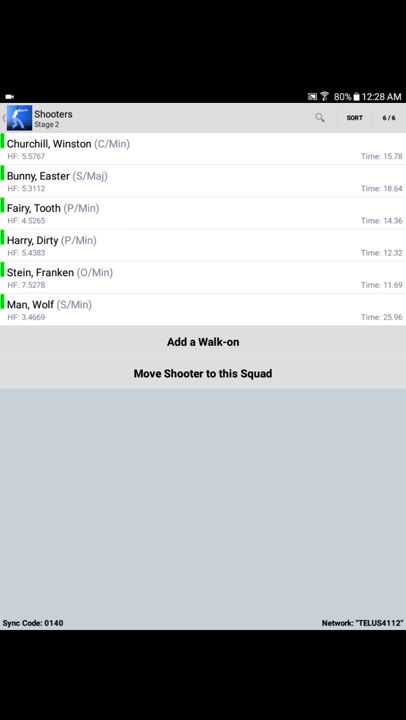 80% 12:28 AM
Shooters
Stage 2
SORT
6 / 6
Churchill, Winston (C/Min)
HF: 5.5767 Time: 15.78
Bunny, Easter (S/Maj)
HF: 5.3112 Time: 18.64
Fairy, Tooth (P/Min)
HF: 4.5265 Time: 14.36
Harry, Dirty (P/Min)
HF: 5.4383 Time: 12.32
Stein, Franken (O/Min)
HF: 7.5278 Time: 11.69
Man, Wolf (S/Min)
HF: 3.4669 Time: 25.96
Add a Walk-on
Move Shooter to this Squad
Sync Code: 0140 Network: "TELUS4112"